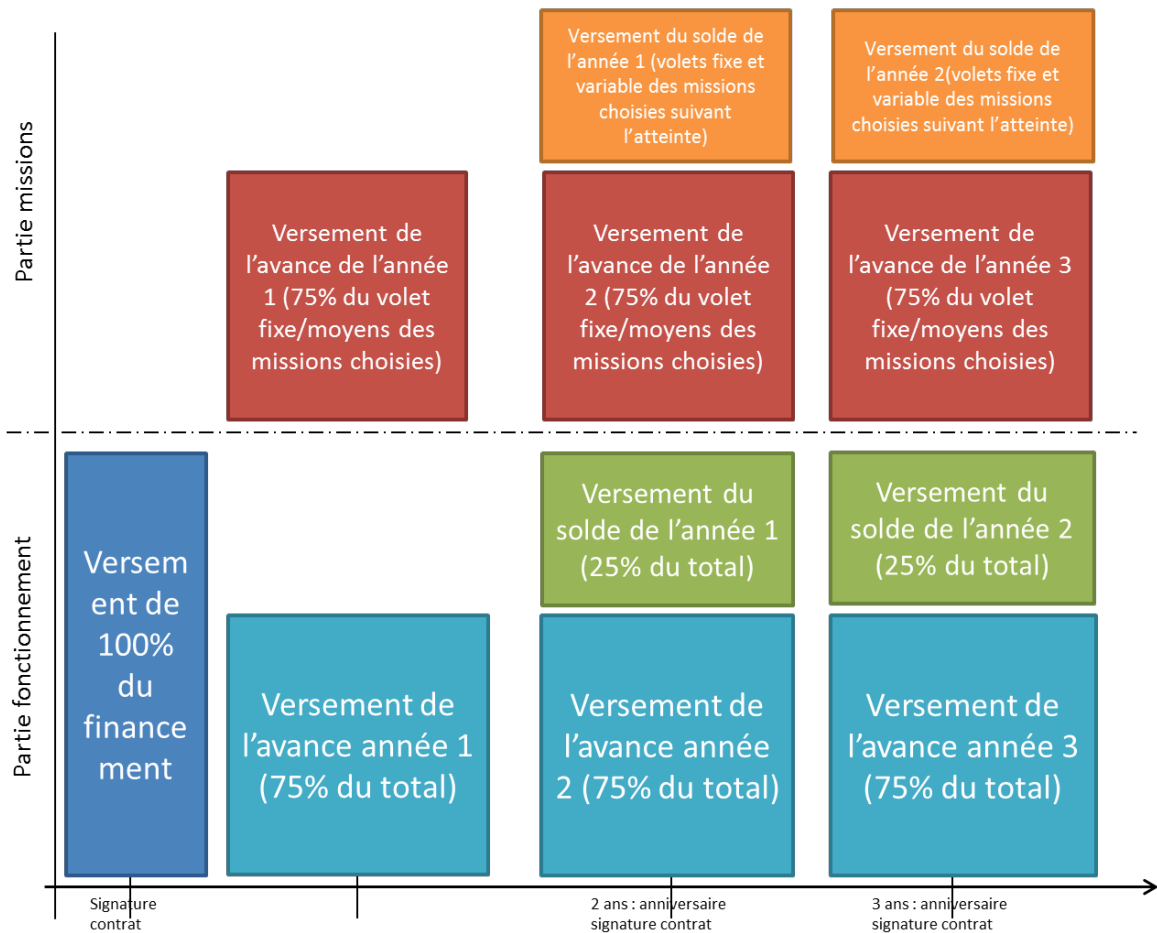 Partie missions
Versement du solde de
l’année 1 (volets fixe et
variable des missions
choisies suivant
l’atteinte)
Versement du solde de
l’année 2(volets fixe et
variable des missions
choisies suivant l’atteinte)
Versement de
l’avance de l’année
1 (75% du volet
fixe/moyens des
missions choisies)
Versement de
l’avance de l’année
2 (75% du volet
fixe/moyens des
missions choisies)
Versement de
l’avance de l’année 3
(75% du volet
fixe/moyens des
missions choisies)
Partie fonctionnement
Versem
ent de
100%
du
finance
ment
Versement du
solde de l’année 1
(25% du total)
Versement du
solde de l’année 2
(25% du total)
Versement de
l’avance année 1
(75% du total)
Versement de
l’avance année
2 (75% du total)
Versement de
l’avance année 3
(75% du total)
Signature
contrat
2 ans : anniversaire
signature contrat
3 ans : anniversaire
signature contrat